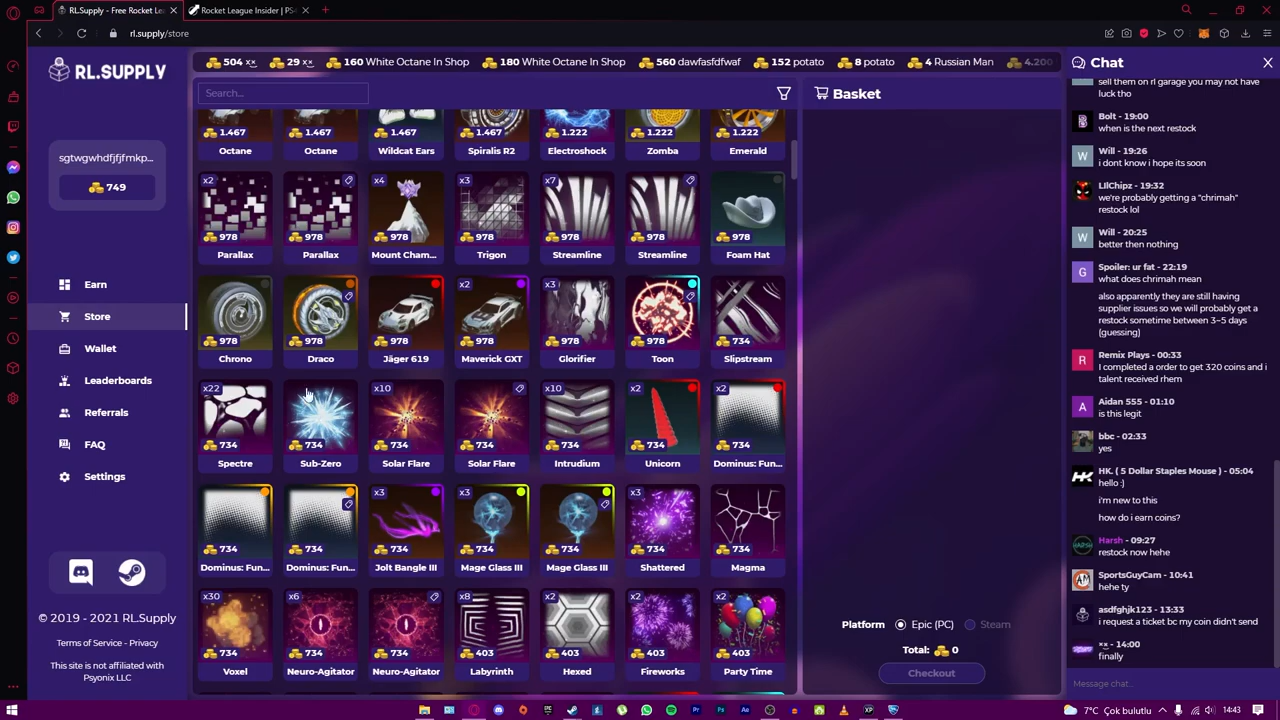 RL.Supply - Free Rocket Lea
Rocket League Insider | PS4
rl.supply/store
RL.SUPPLY
sgtwgwhdfjfjfmkp...
749
Earn
Store
Wallet
Leaderboards
Referrals
FAQ
Settings
© 2019 - 2021 RL.Supply
Terms of Service - Privacy
This site is not affiliated with
Psyonix LLC
504 ×͜×
29 ×͜×
160 White Octane In Shop
180 White Octane In Shop
560 dawfasfdfwaf
152 potato
8 potato
4 Russian Man
4.200
Search...
1.467 1.467 1.467 1.467 1.222 1.222 1.222
Octane Octane Wildcat Ears Spiralis R2 Electroshock Zomba Emerald
x2 x2 x4 x3 x7
978 978 978 978 978 978 978
Parallax Parallax Mount Cham... Trigon Streamline Streamline Foam Hat
x2 x3
978 978 978 978 978 978 734
Chrono Draco Jäger 619 Maverick GXT Glorifier Toon Slipstream
x22 x10 x10 x2 x2
734 734 734 734 734 734 734
Spectre Sub-Zero Solar Flare Solar Flare Intrudium Unicorn Dominus: Fun...
x3 x3 x2 x3
734 734 734 734 734 734 734
Dominus: Fun... Dominus: Fun... Jolt Bangle III Mage Glass III Mage Glass III Shattered Magma
x30 x6 x8 x2 x2 x2
734 734 734 403 403 403 403
Voxel Neuro-Agitator Neuro-Agitator Labyrinth Hexed Fireworks Party Time
Basket
Platform Epic (PC) Steam
Total: 0
Checkout
Chat
sell them on rl garage you may not have
luck tho
Bolt - 19:00
when is the next restock
Will - 19:26
i dont know i hope its soon
LilChipz - 19:32
we're probably getting a "chrimah"
restock lol
Will - 20:25
better then nothing
Spoiler: ur fat - 22:19
what does chrimah mean
also apparently they are still having
supplier issues so we will probably get a
restock sometime between 3-5 days
(guessing)
Remix Plays - 00:33
I completed a order to get 320 coins and i
talent received rhem
Aidan 555 - 01:10
is this legit
bbc - 02:33
yes
HK. ( 5 Dollar Staples Mouse ) - 05:04
hello :)
i'm new to this
how do i earn coins?
Harsh - 09:27
restock now hehe
SportsGuyCam - 10:41
hehe ty
asdfghjk123 - 13:33
i request a ticket bc my coin didn't send
×͜× - 14:00
finally
Message chat...
7°C Çok bulutlu
14:43